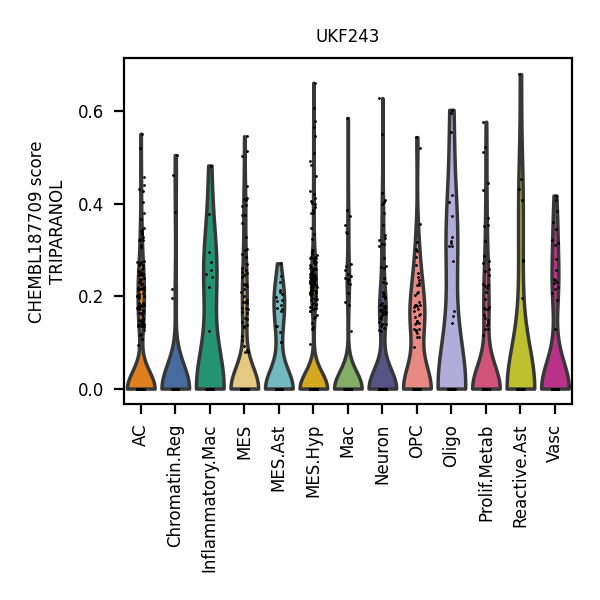 UKF243
CHEMBL187709 score
TRIPARANOL
0.6
0.4
0.2
0.0
AC
Chromatin.Reg
Inflammatory.Mac
MES
MES.Ast
MES.Hyp
Mac
Neuron
OPC
Oligo
Prolif.Metab
Reactive.Ast
Vasc